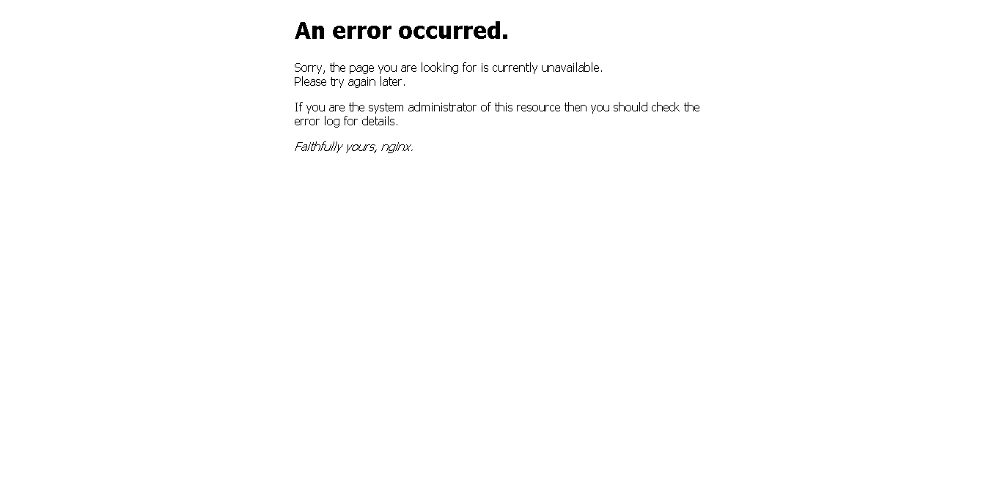 An error occurred.
Sorry, the page you are looking for is currently unavailable.
Please try again later.
If you are the system administrator of this resource then you should check the
error log for details.
Faithfully yours, nginx.